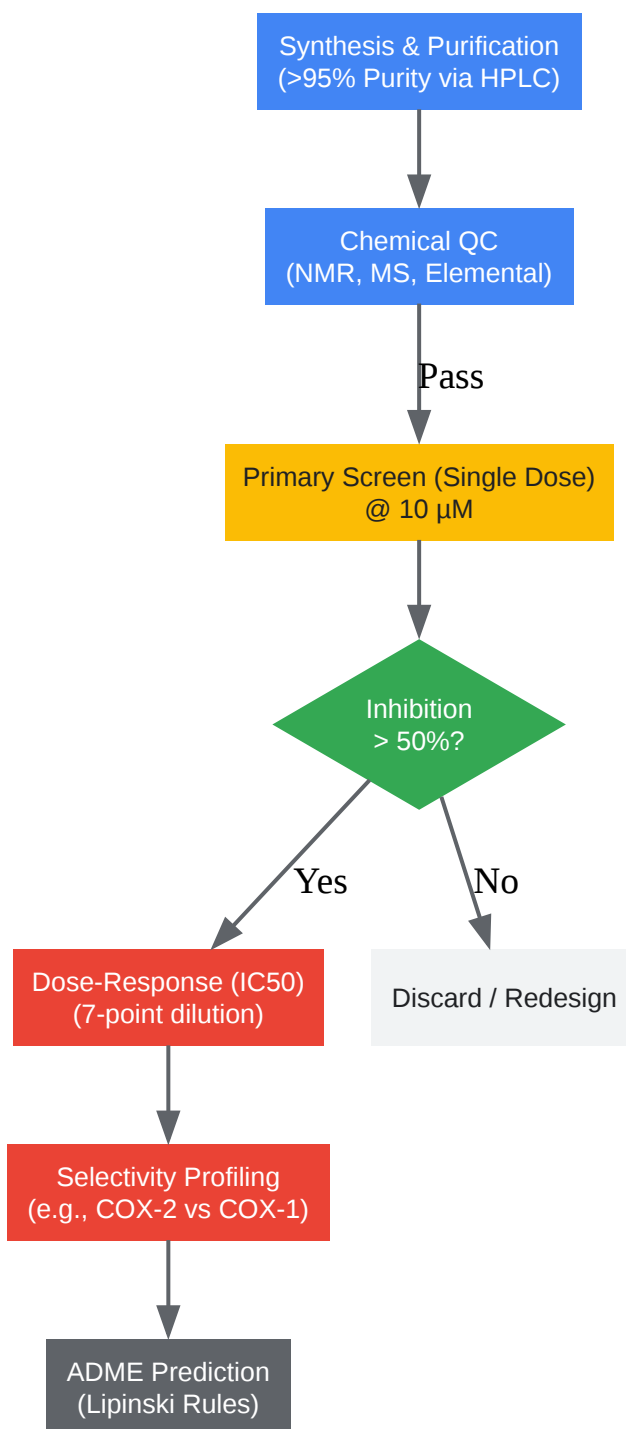 Synthesis & Purification
(>95% Purity via HPLC)
Chemical QC
(NMR, MS, Elemental)
Pass
Primary Screen (Single Dose)
@ 10 µM
Inhibition
> 50%?
Yes
No
Dose-Response (IC50)
(7-point dilution)
Discard / Redesign
Selectivity Profiling
(e.g., COX-2 vs COX-1)
ADME Prediction
(Lipinski Rules)